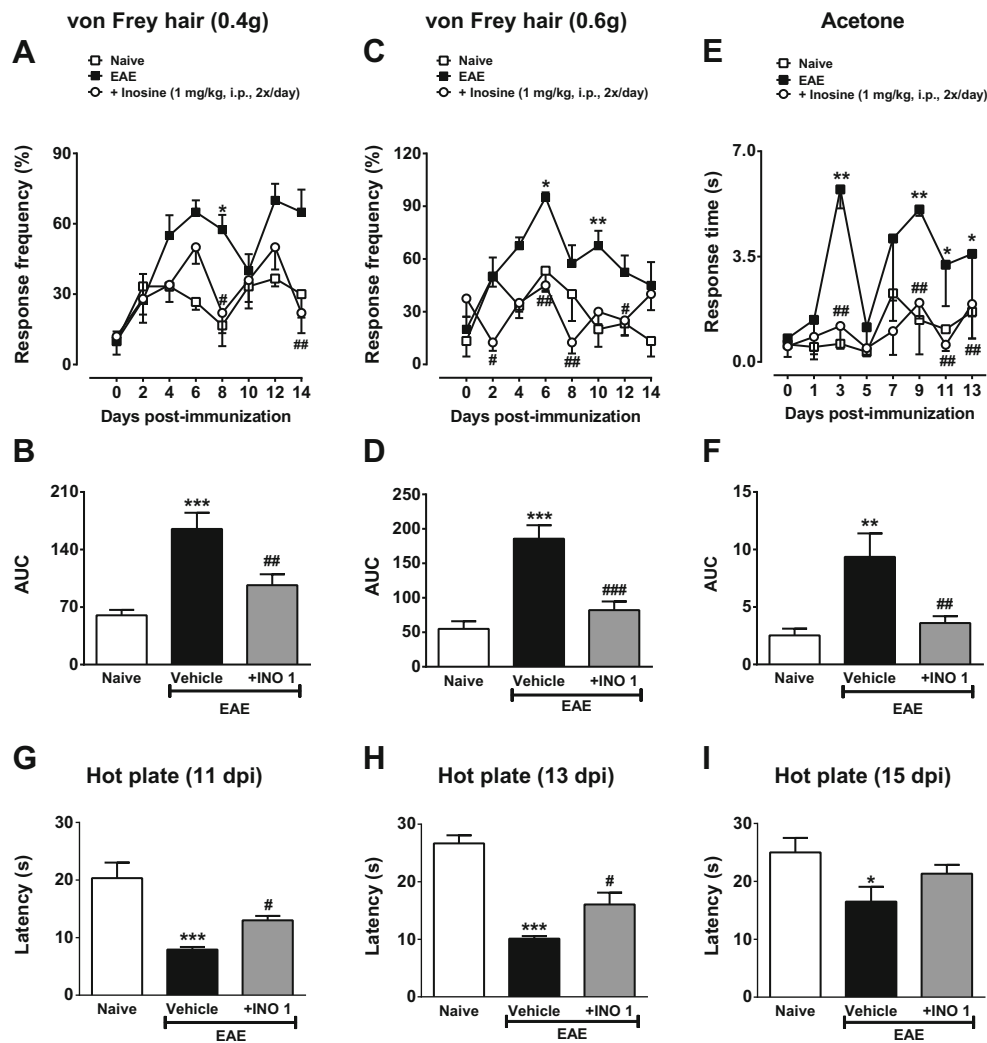 von Frey hair (0.4g)
A
Naive
EAE
+ Inosine (1 mg/kg, i.p., 2x/day)
Response frequency (%)
90
60
30
0
*
#
##
0 2 4 6 8 10 12 14
Days post-immunization
von Frey hair (0.6g)
C
Naive
EAE
+ Inosine (1 mg/kg, i.p., 2x/day)
Response frequency (%)
120
90
60
30
0
*
**
#
##
##
#
0 2 4 6 8 10 12 14
Days post-immunization
Acetone
E
Naive
EAE
+ Inosine (1 mg/kg, i.p., 2x/day)
Response time (s)
7.0
3.5
0.0
**
**
*
*
##
##
##
##
0 1 3 5 7 9 11 13
Days post-immunization
B
AUC
210
140
70
0
***
##
Naive Vehicle +INO 1
EAE
D
AUC
250
200
150
100
50
0
***
###
Naive Vehicle +INO 1
EAE
F
AUC
15
10
5
0
**
##
Naive Vehicle +INO 1
EAE
G
Hot plate (11 dpi)
Latency (s)
30
20
10
0
***
#
Naive Vehicle +INO 1
EAE
H
Hot plate (13 dpi)
Latency (s)
30
20
10
0
***
#
Naive Vehicle +INO 1
EAE
I
Hot plate (15 dpi)
Latency (s)
30
20
10
0
*
Naive Vehicle +INO 1
EAE